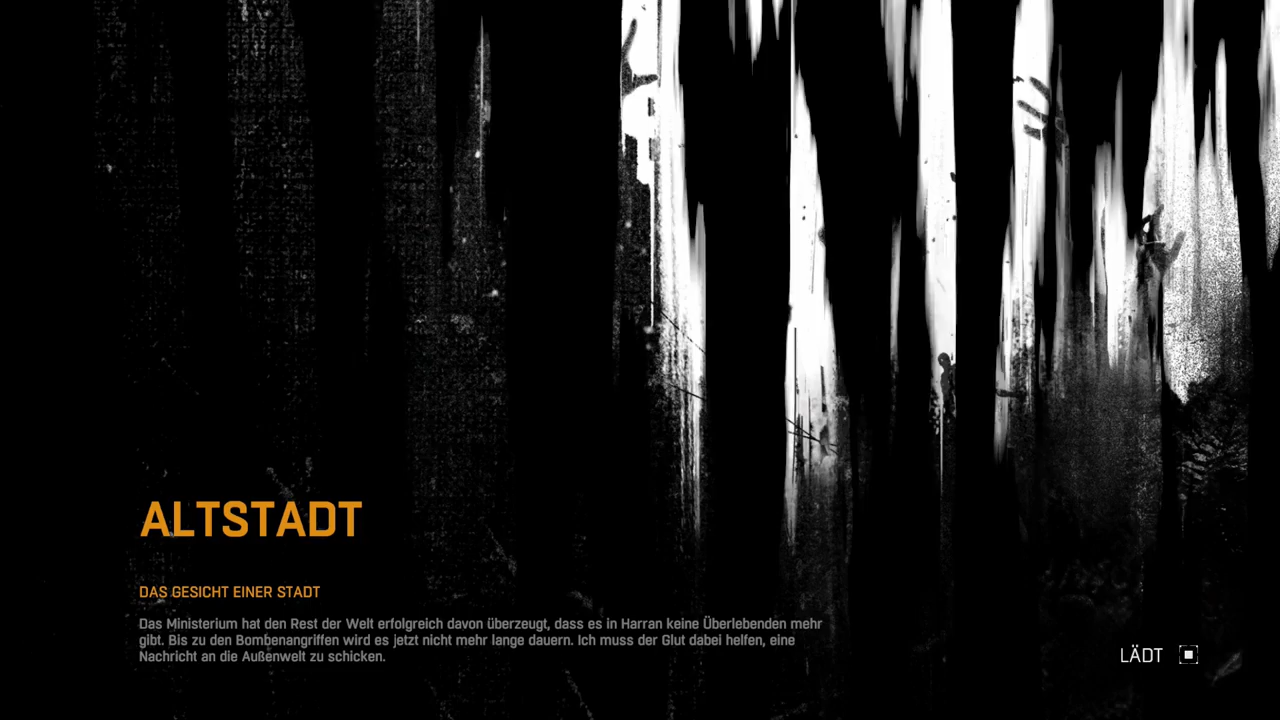 ALTSTADT
DAS GESICHT EINER STADT
Das Ministerium hat den Rest der Welt erfolgreich davon überzeugt, dass es in Harran keine Überlebenden mehr
gibt. Bis zu den Bombenangriffen wird es jetzt nicht mehr lange dauern. Ich muss der Glut dabei helfen, eine
Nachricht an die Außenwelt zu schicken.
LÄDT